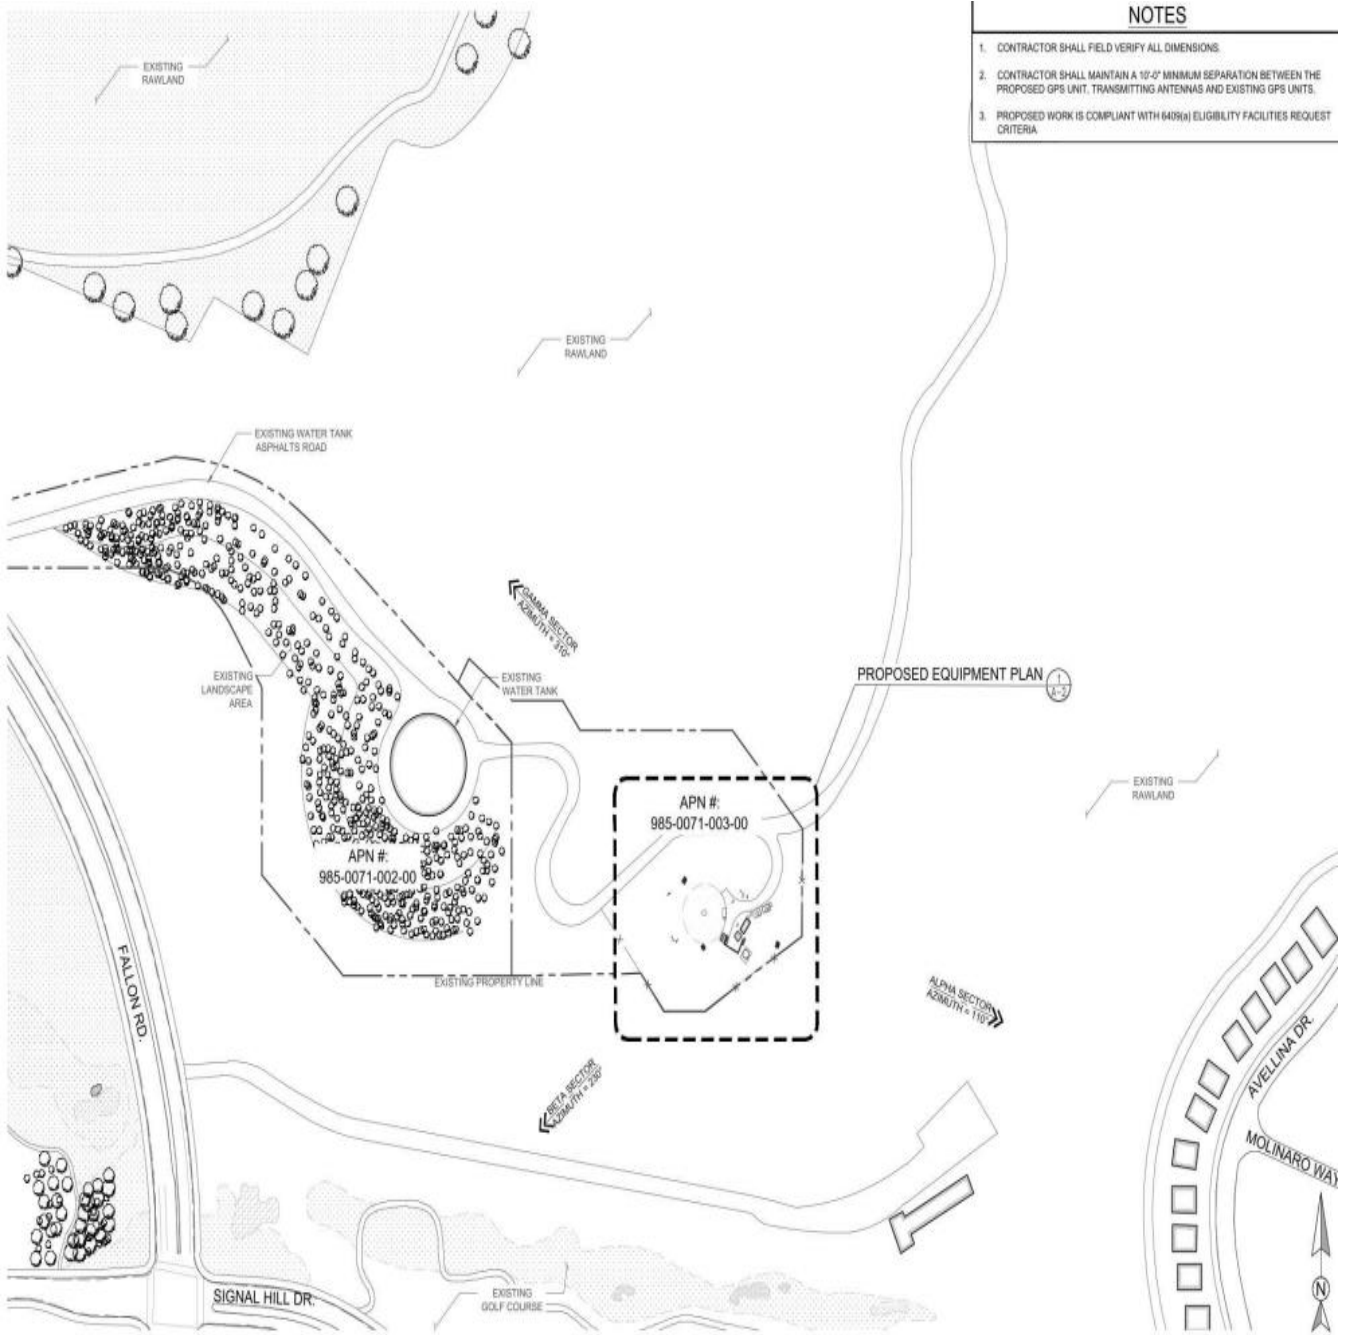 NOTES
1. CONTRACTOR SHALL FIELD VERIFY ALL DIMENSIONS.
2. CONTRACTOR SHALL MAINTAIN A 10'-0" MINIMUM SEPARATION BETWEEN THE
PROPOSED GPS UNIT, TRANSMITTING ANTENNAS AND EXISTING GPS UNITS.
3. PROPOSED WORK IS COMPLIANT WITH 6409(a) ELIGIBILITY FACILITIES REQUEST
CRITERIA.
EXISTING
RAWLAND
EXISTING
RAWLAND
EXISTING WATER TANK
ASPHALTS ROAD
GAMMA SECTOR
AZIMUTH = 310°
EXISTING
LANDSCAPE
AREA
EXISTING
WATER TANK
PROPOSED EQUIPMENT PLAN
1
A-2
EXISTING
RAWLAND
APN #:
985-0071-003-00
APN #:
985-0071-002-00
FALLON RD.
EXISTING PROPERTY LINE
ALPHA SECTOR
AZIMUTH = 110°
BETA SECTOR
AZIMUTH = 230°
AVELLINA DR.
MOLINARO WAY
SIGNAL HILL DR.
EXISTING
GOLF COURSE
N